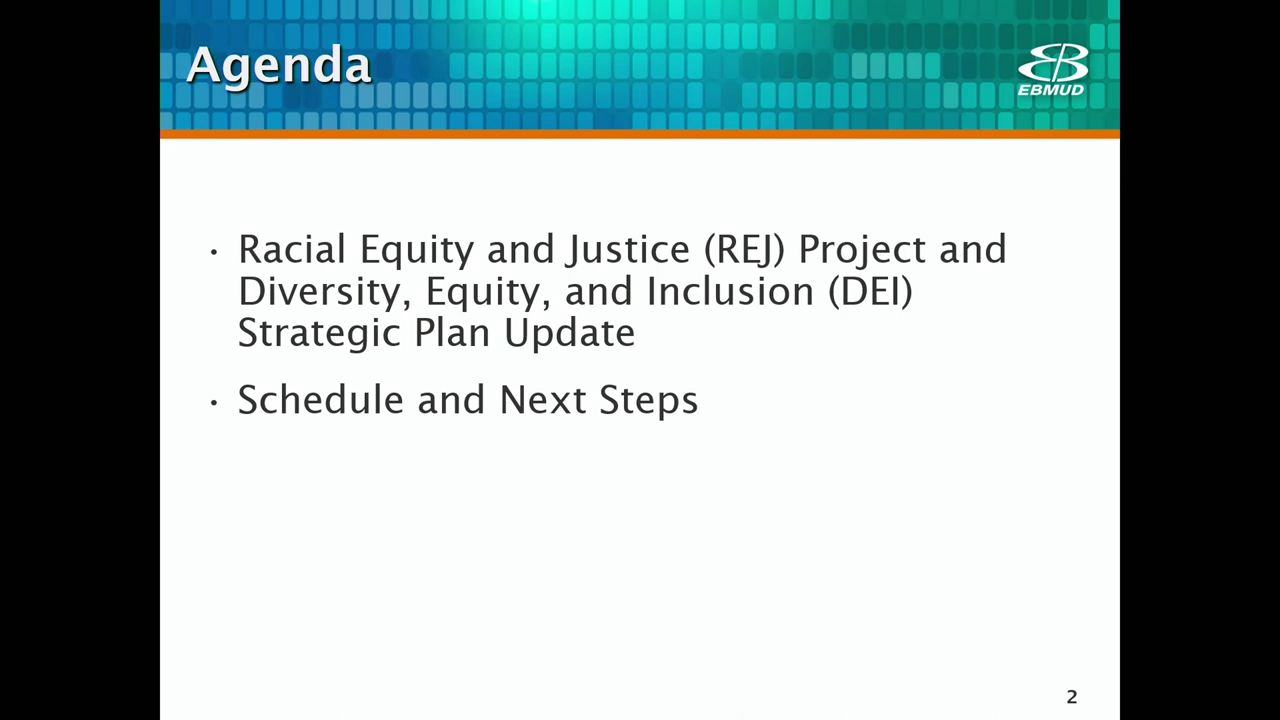 Agenda
EBMUD
• Racial Equity and Justice (REJ) Project and
Diversity, Equity, and Inclusion (DEI)
Strategic Plan Update
• Schedule and Next Steps
2